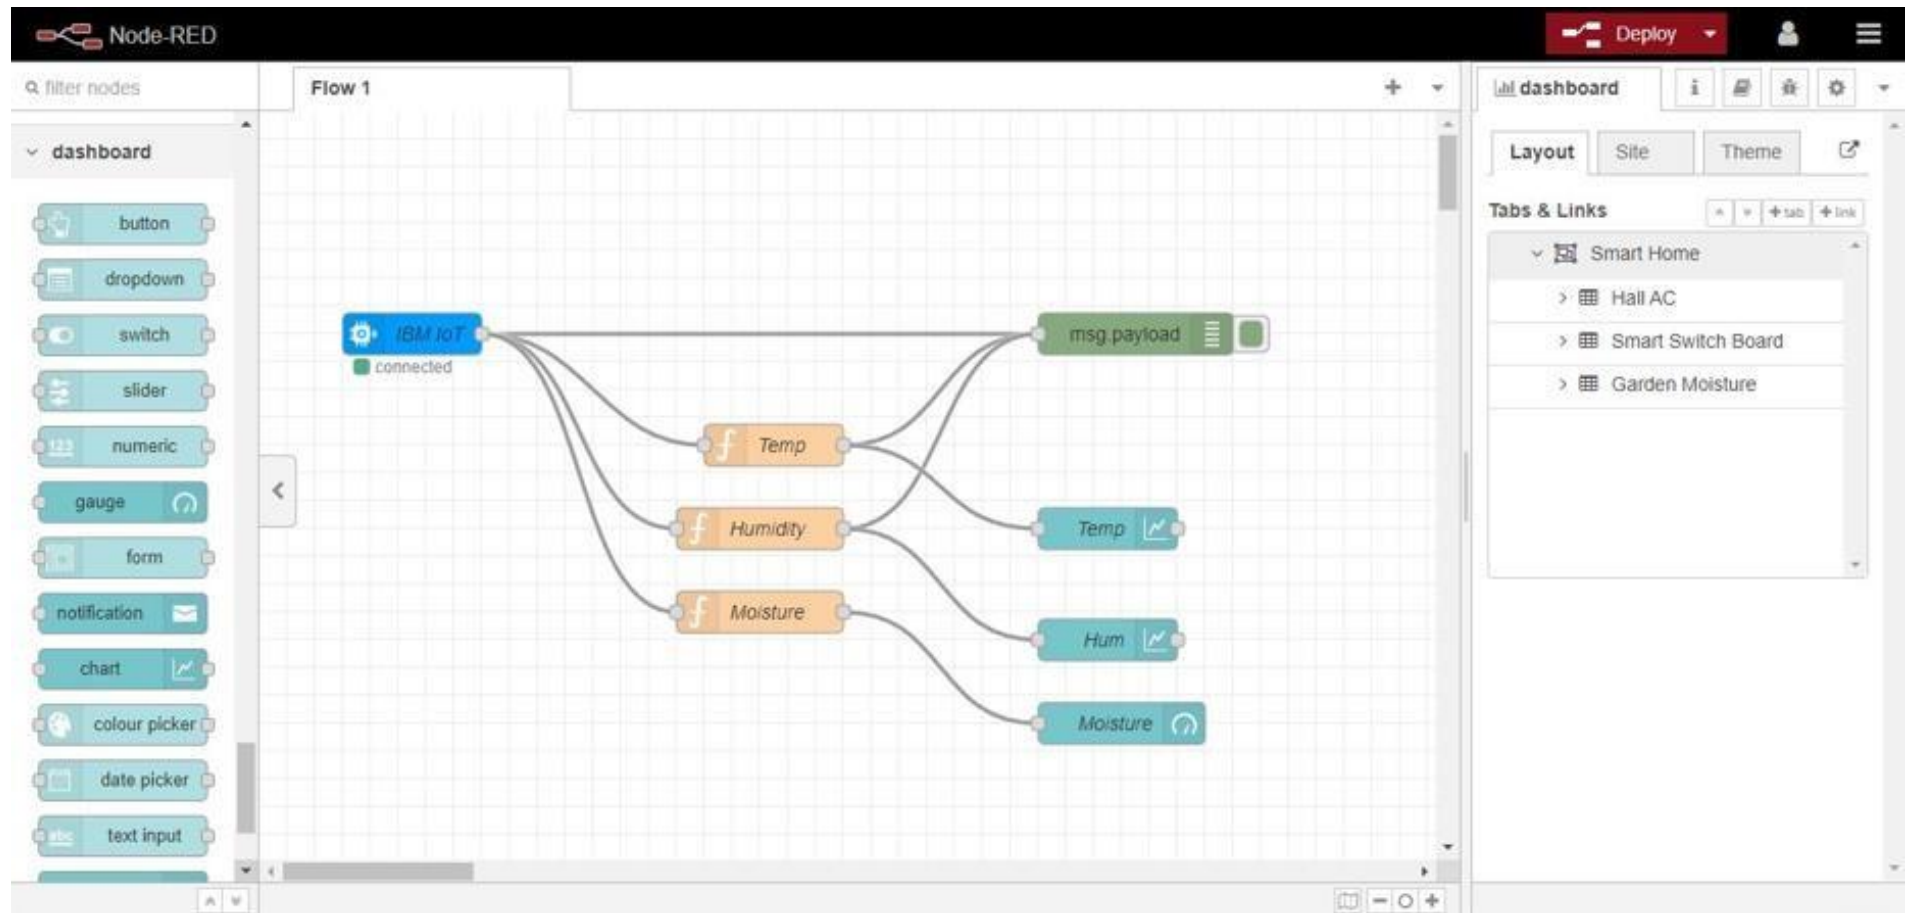 Node-RED
Deploy
filter nodes
Flow 1
dashboard
dashboard
Layout
Site
Theme
Tabs & Links
tab
link
Smart Home
Hall AC
Smart Switch Board
Garden Moisture
button
dropdown
switch
slider
123 numeric
gauge
form
notification
chart
colour picker
date picker
abc text input
IBM IoT
connected
msg.payload
Temp
Humidity
Moisture
Temp
Hum
Moisture